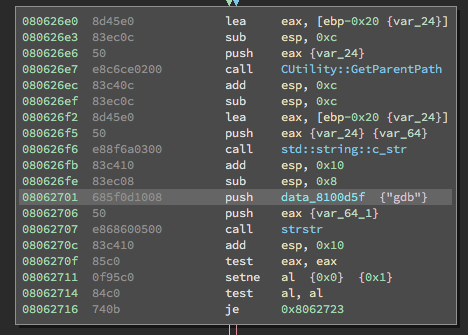 080626e0 8d45e0 lea eax, [ebp-0x20 {var_24}]
080626e3 83ec0c sub esp, 0xc
080626e6 50 push eax {var_24}
080626e7 e8c6ce0200 call CUtility::GetParentPath
080626ec 83c40c add esp, 0xc
080626ef 83ec0c sub esp, 0xc
080626f2 8d45e0 lea eax, [ebp-0x20 {var_24}]
080626f5 50 push eax {var_24} {var_64}
080626f6 e88f6a0300 call std::string::c_str
080626fb 83c410 add esp, 0x10
080626fe 83ec08 sub esp, 0x8
08062701 685f0d1008 push data_8100d5f {"gdb"}
08062706 50 push eax {var_64_1}
08062707 e868600500 call strstr
0806270c 83c410 add esp, 0x10
0806270f 85c0 test eax, eax
08062711 0f95c0 setne al {0x0} {0x1}
08062714 84c0 test al, al
08062716 740b je 0x8062723